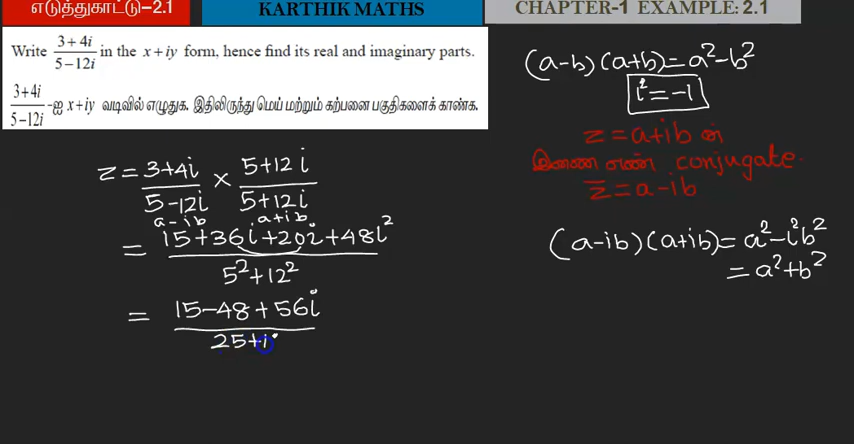 எடுத்துகாட்டு-2.1 KARTHIK MATHS CHAPTER-1 EXAMPLE: 2.1
Write (3+4i)/(5-12i) in the x+iy form, hence find its real and imaginary parts.
(3+4i)/(5-12i) -ஐ x+iy வடிவில் எழுதுக. இதிலிருந்து மெய் மற்றும் கற்பனை பகுதிகளைக் காண்க.
(a-b)(a+b)=a²-b²
i²=-1
z=a+ib ன்
இணை எண் conjugate.
z̅=a-ib
z = (3+4i)/(5-12i) × (5+12i)/(5+12i)
a-ib a+ib
= (15+36i+20i+48i²)/(5²+12²)
= (15-48+56i)/(25+1
(a-ib)(a+ib)=a²-i²b²
=a²+b²